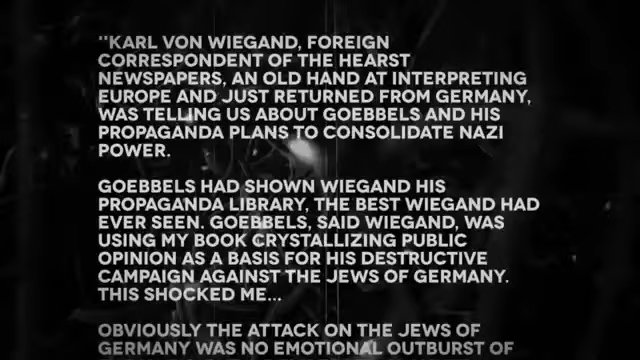 "KARL VON WIEGAND, FOREIGN
CORRESPONDENT OF THE HEARST
NEWSPAPERS, AN OLD HAND AT INTERPRETING
EUROPE AND JUST RETURNED FROM GERMANY,
WAS TELLING US ABOUT GOEBBELS AND HIS
PROPAGANDA PLANS TO CONSOLIDATE NAZI
POWER.
GOEBBELS HAD SHOWN WIEGAND HIS
PROPAGANDA LIBRARY, THE BEST WIEGAND HAD
EVER SEEN. GOEBBELS, SAID WIEGAND, WAS
USING MY BOOK CRYSTALLIZING PUBLIC
OPINION AS A BASIS FOR HIS DESTRUCTIVE
CAMPAIGN AGAINST THE JEWS OF GERMANY.
THIS SHOCKED ME...
OBVIOUSLY THE ATTACK ON THE JEWS OF
GERMANY WAS NO EMOTIONAL OUTBURST OF